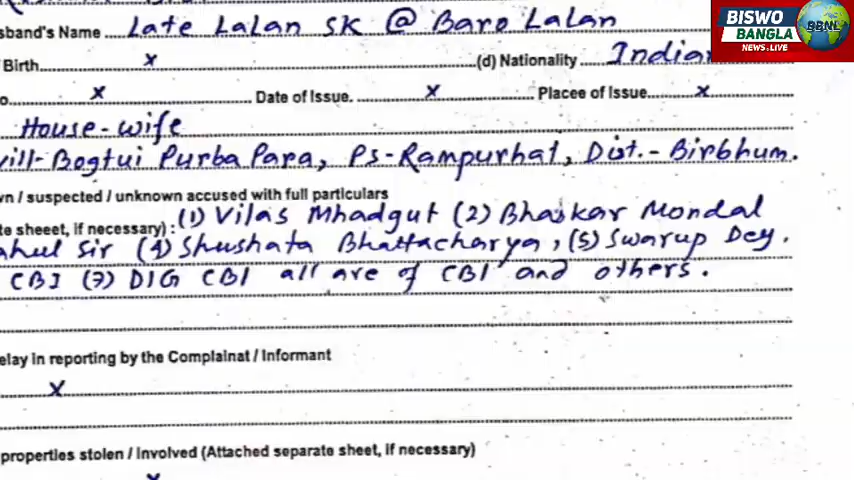 BISWO
BANGLA
NEWS.LIVE
BBNL
sband's Name Late Lalan SK @ Baro Lalan
Birth x (d) Nationality Indian
o x Date of Issue. x Placee of Issue x
House-wife
vill- Bogtui Purba Para, Ps- Rampurhat, Dist.- Birbhum.
wn / suspected / unknown accused with full particulars
te sheeet, if necessary) : (1) Vilas Mhadgut (2) Bhaskar Mondal
ahul Sir (4) Shushata Bhattacharya, (5) Swarup Dey.
CBI (7) DIG CBI all are of CBI and others.
elay in reporting by the Complainat / Informant
x
properties stolen / Involved (Attached separate sheet, if necessary)
x